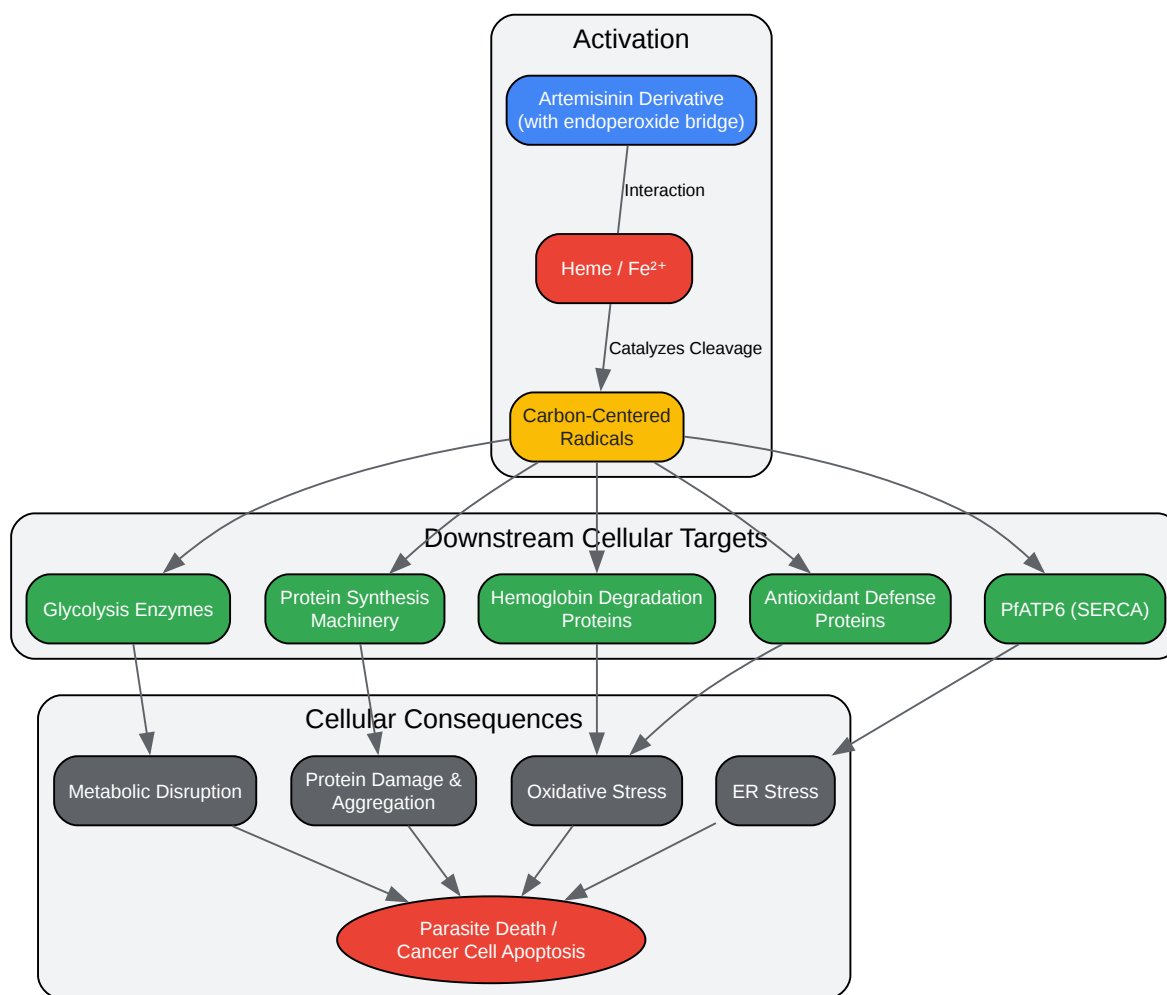 Activation
Artemisinin Derivative
(with endoperoxide bridge)
Interaction
Heme / Fe²⁺
Catalyzes Cleavage
Carbon-Centered
Radicals
Downstream Cellular Targets
Glycolysis Enzymes
Protein Synthesis
Machinery
Hemoglobin Degradation
Proteins
Antioxidant Defense
Proteins
PfATP6 (SERCA)
Cellular Consequences
Metabolic Disruption
Protein Damage &
Aggregation
Oxidative Stress
ER Stress
Parasite Death /
Cancer Cell Apoptosis